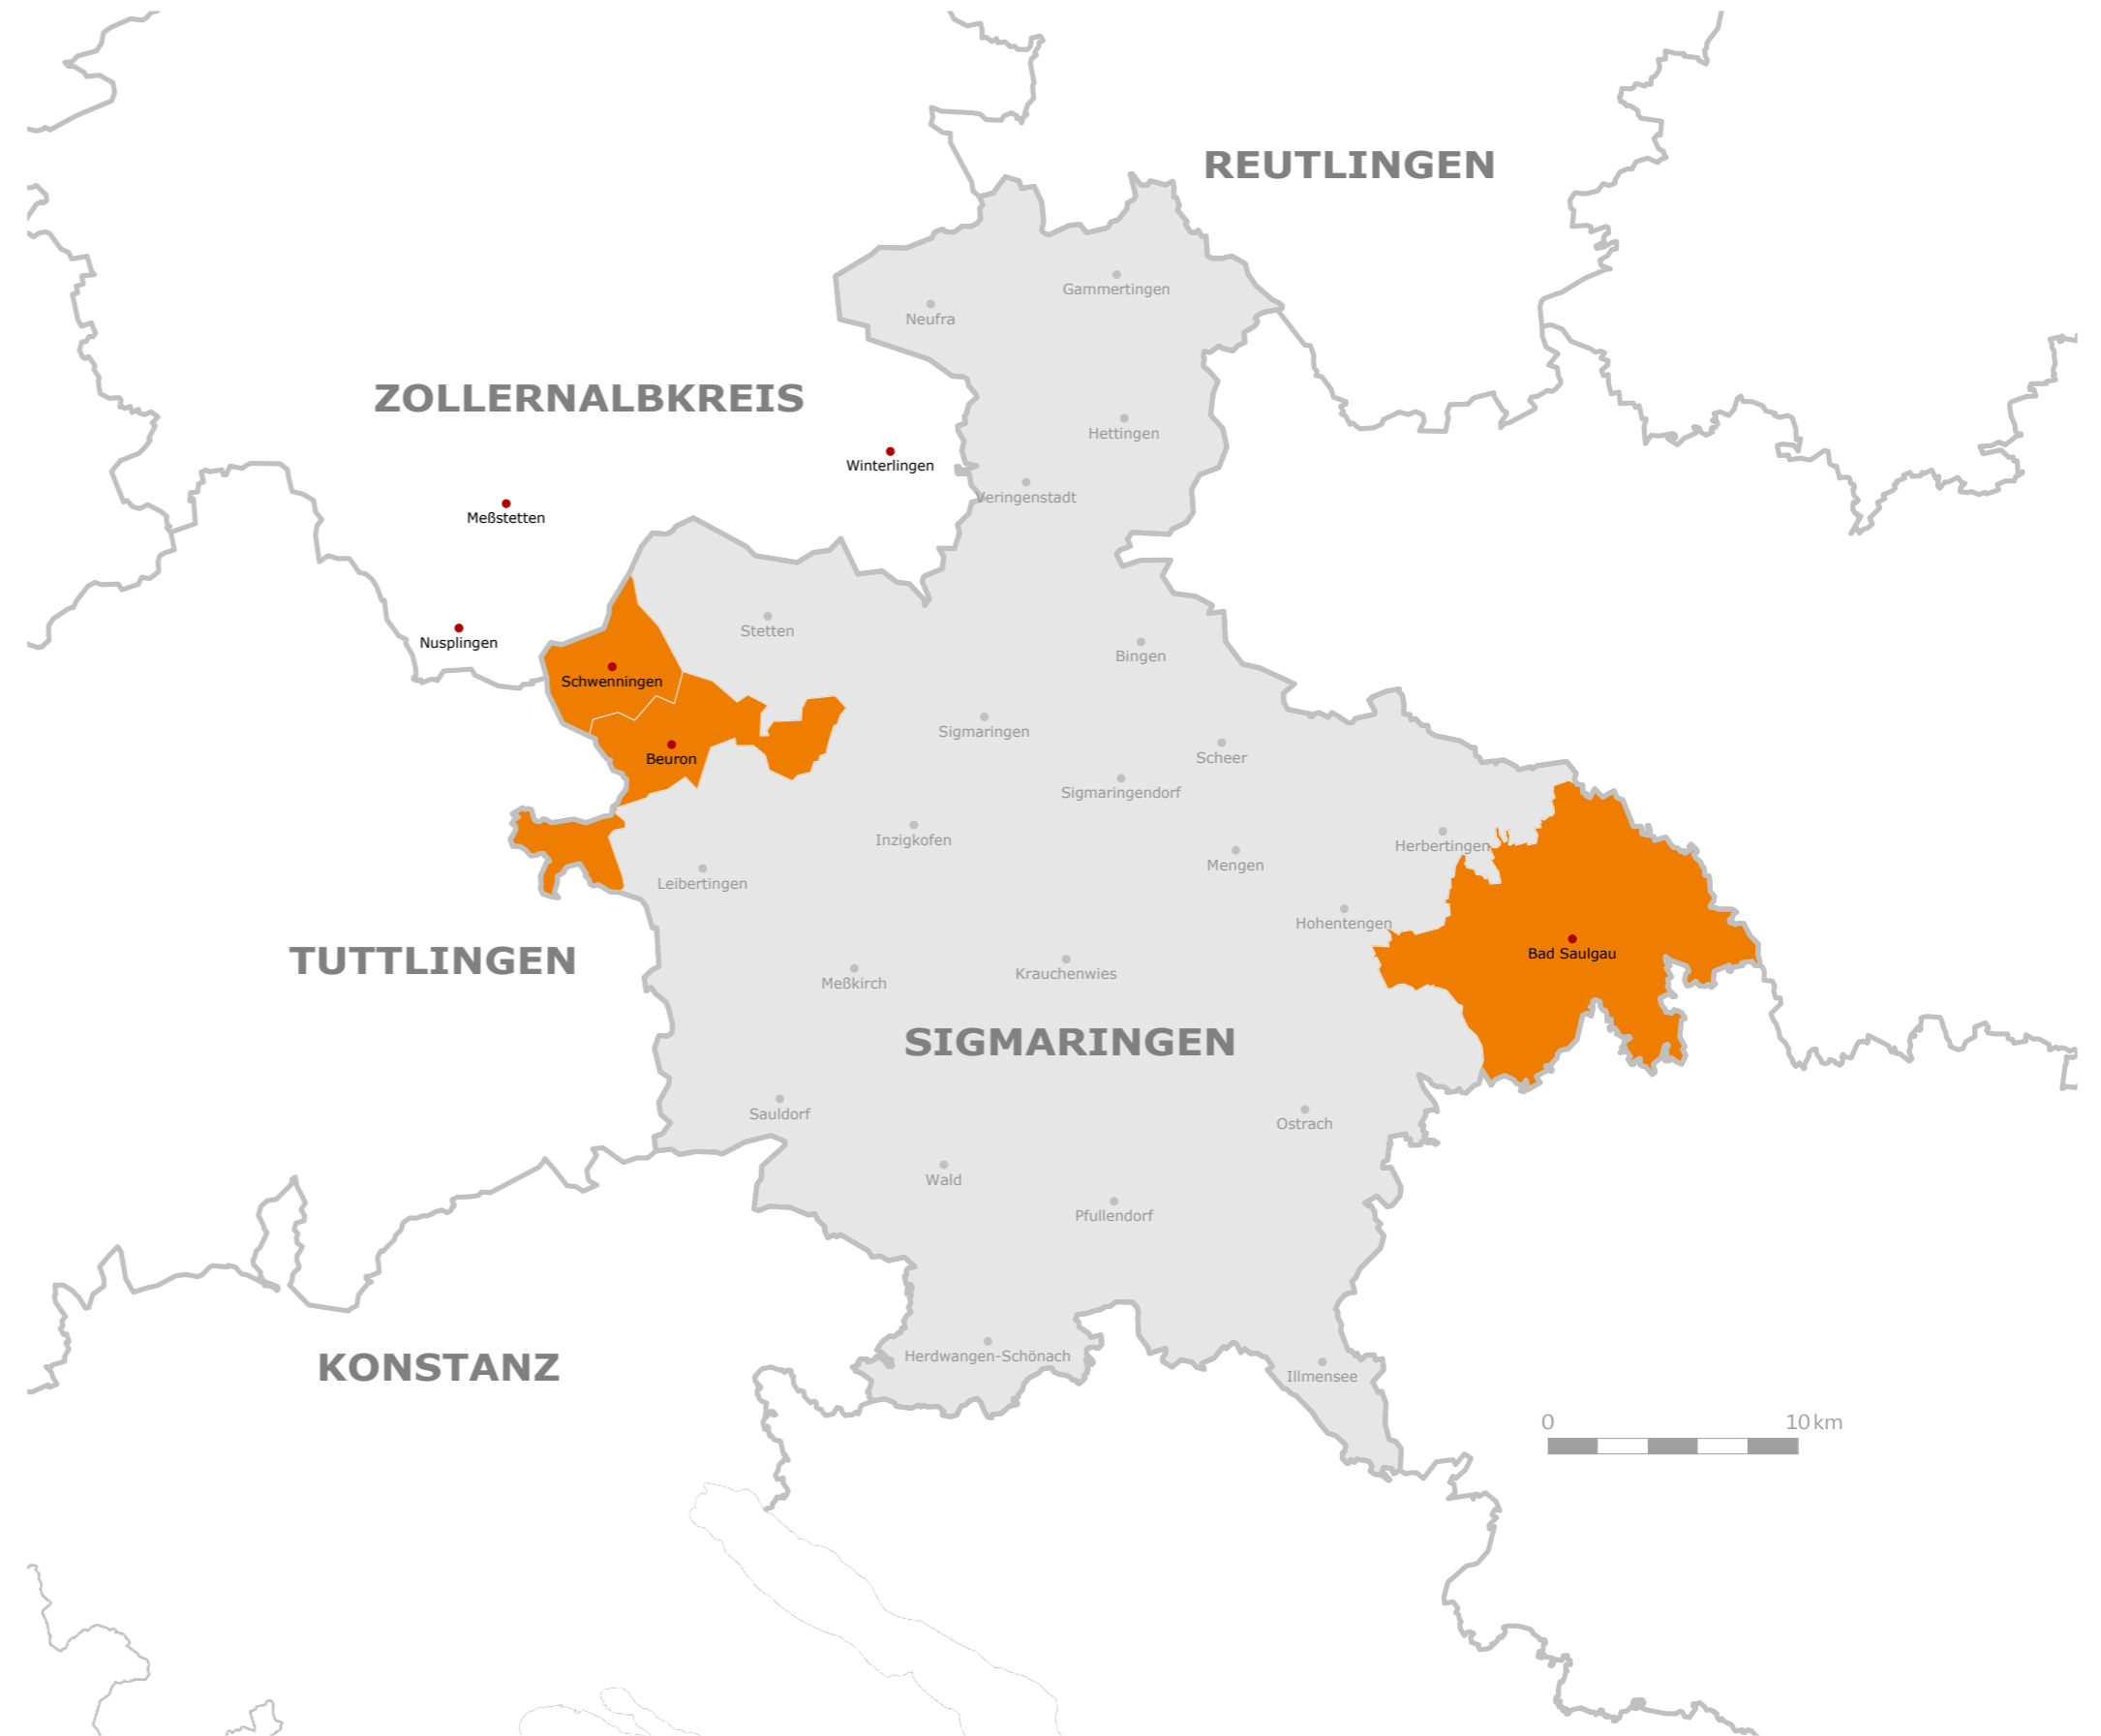 REUTLINGEN
Gammertingen
Neufra
ZOLLERNALBKREIS
Hettingen
Winterlingen
Veringenstadt
Meßstetten
Stetten
Nusplingen
Bingen
Schwenningen
Sigmaringen
Beuron
Scheer
Sigmaringendorf
Inzigkofen
Herbertingen
Mengen
Leibertingen
Hohentengen
Bad Saulgau
TUTTLINGEN
Krauchenwies
Meßkirch
SIGMARINGEN
Sauldorf
Ostrach
Wald
Pfullendorf
Herdwangen-Schönach
KONSTANZ
Illmensee
0 10 km